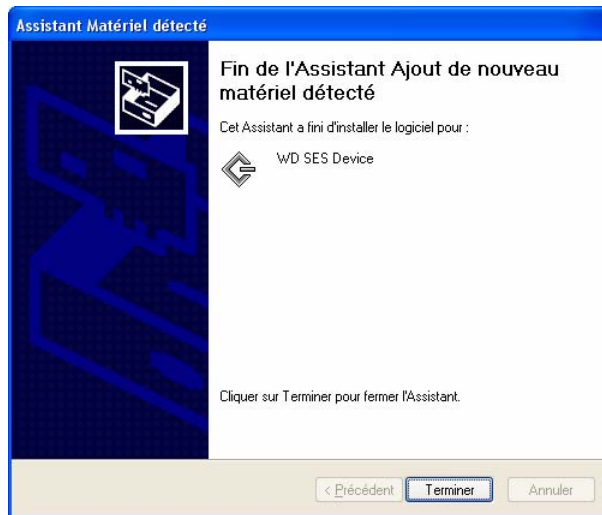 Assistant Matériel détecté
Fin de l'Assistant Ajout de nouveau
matériel détecté
Cet Assistant a fini d'installer le logiciel pour :
WD SES Device
Cliquer sur Terminer pour fermer l'Assistant.
< Précédent Terminer Annuler